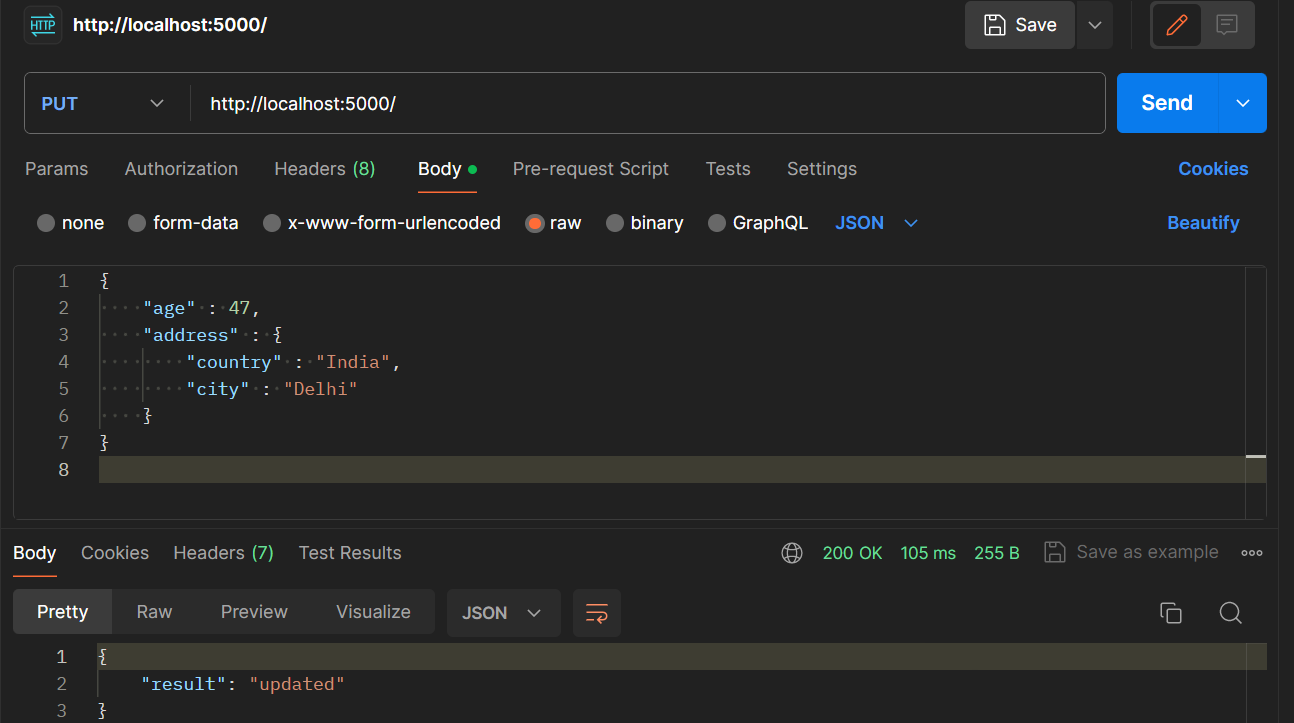 HTTP http://localhost:5000/ Save
PUT http://localhost:5000/ Send
Params Authorization Headers (8) Body Pre-request Script Tests Settings Cookies
none form-data x-www-form-urlencoded raw binary GraphQL JSON Beautify
1 {
2 "age" : 47,
3 "address" : {
4 "country" : "India",
5 "city" : "Delhi"
6 }
7 }
8
Body Cookies Headers (7) Test Results 200 OK 105 ms 255 B Save as example
Pretty Raw Preview Visualize JSON
1 {
2 "result": "updated"
3 }